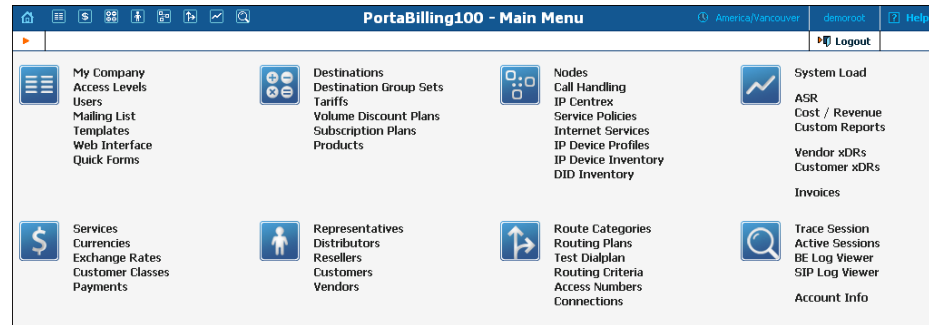 PortaBilling100 - Main Menu
America/Vancouver
demoroot
Help
Logout
My Company
Access Levels
Users
Mailing List
Templates
Web Interface
Quick Forms
Destinations
Destination Group Sets
Tariffs
Volume Discount Plans
Subscription Plans
Products
Nodes
Call Handling
IP Centrex
Service Policies
Internet Services
IP Device Profiles
IP Device Inventory
DID Inventory
System Load
ASR
Cost / Revenue
Custom Reports
Vendor xDRs
Customer xDRs
Invoices
Services
Currencies
Exchange Rates
Customer Classes
Payments
Representatives
Distributors
Resellers
Customers
Vendors
Route Categories
Routing Plans
Test Dialplan
Routing Criteria
Access Numbers
Connections
Trace Session
Active Sessions
BE Log Viewer
SIP Log Viewer
Account Info